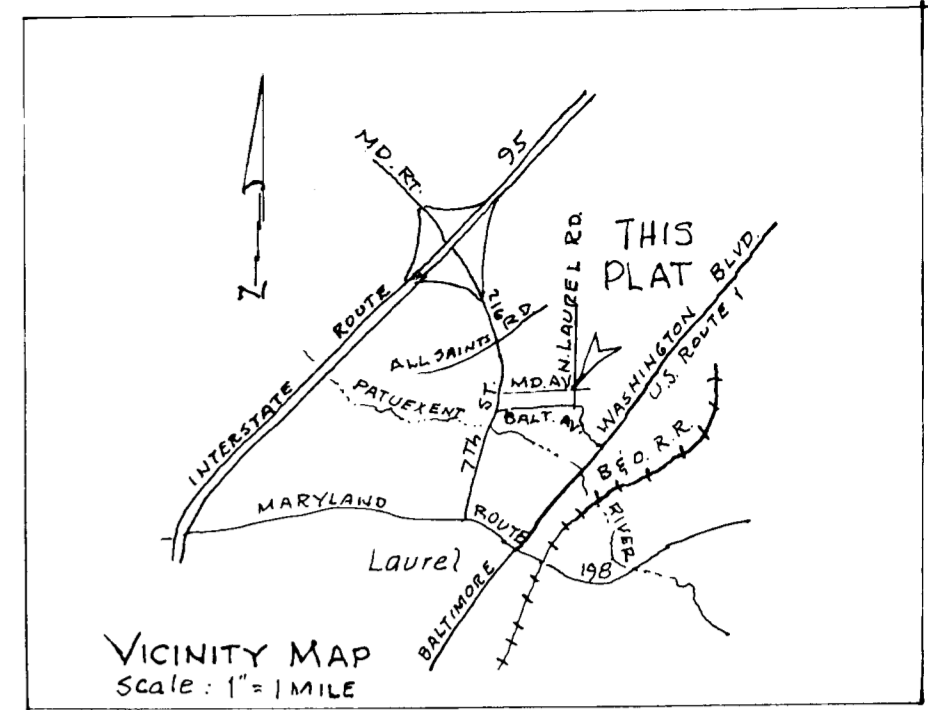 MD. RT. 216
INTERSTATE ROUTE 95
N
THIS
PLAT
N. LAUREL RD.
ALL SAINTS RD
MD. AV.
BALT. AV.
PATUEXENT RIVER
7TH ST.
BALTIMORE WASHINGTON BLVD.
U.S. ROUTE 1
B & O. R.R.
MARYLAND ROUTE 198
Laurel
VICINITY MAP
Scale: 1" = 1 MILE